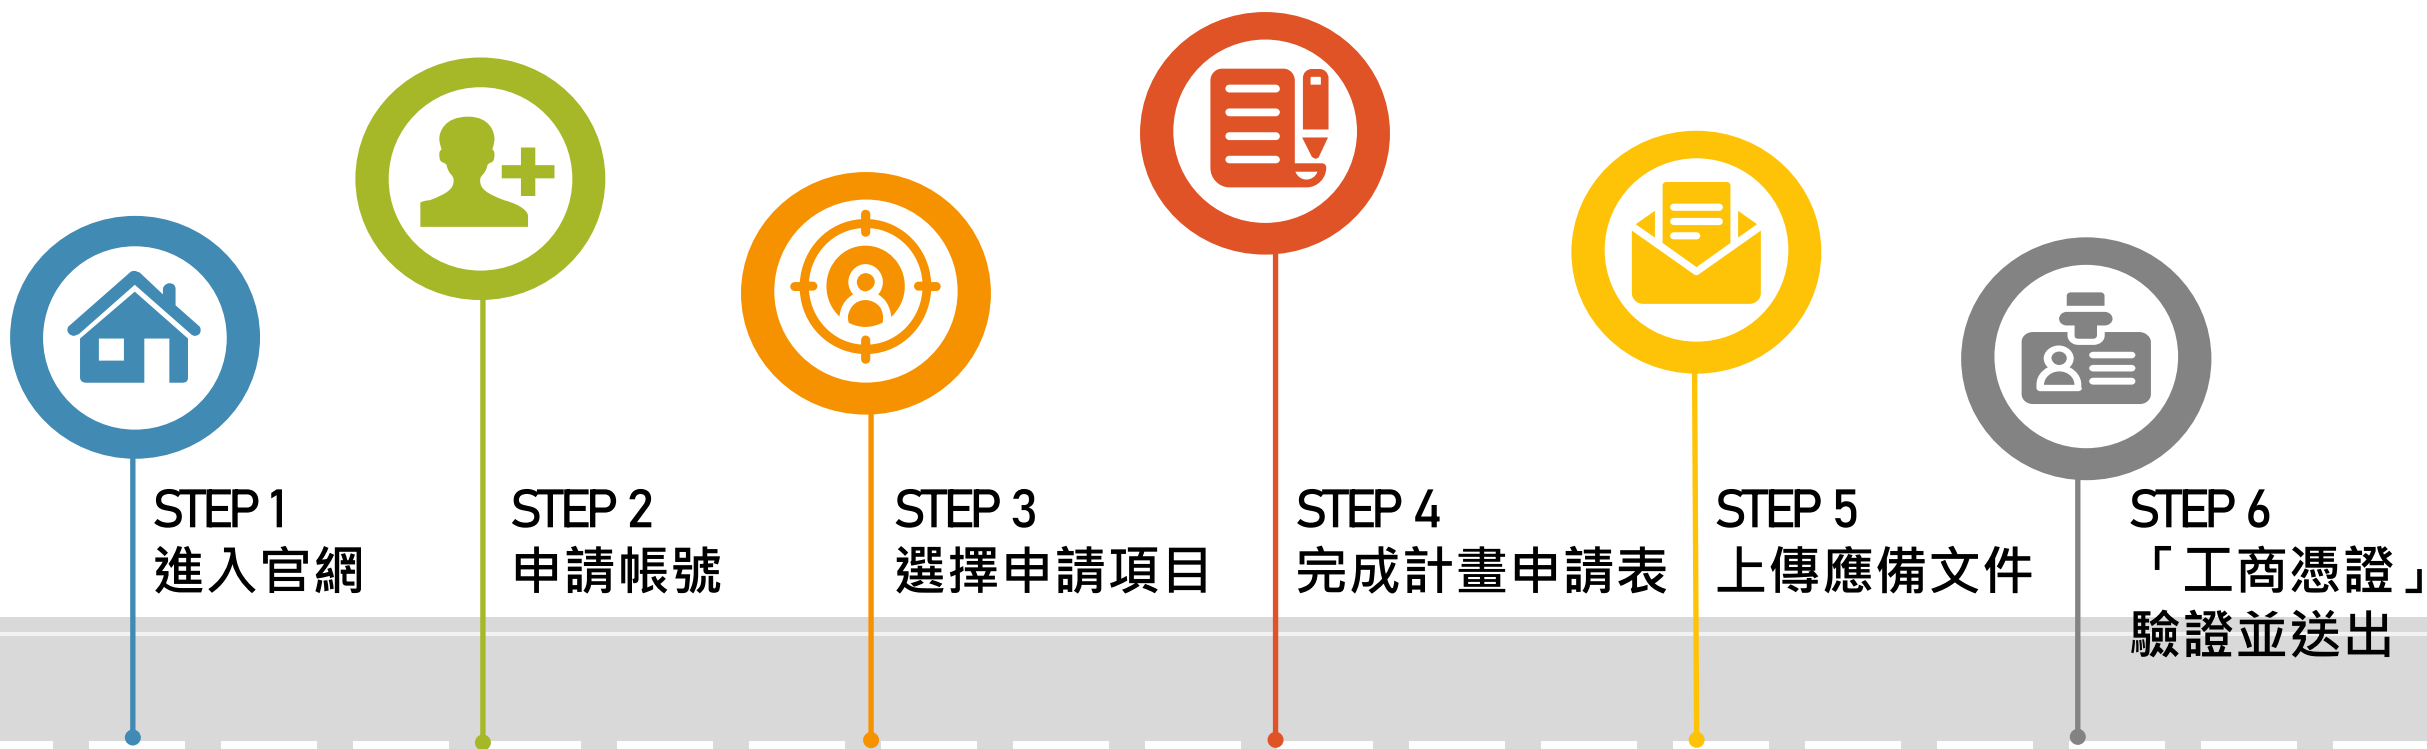 STEP 1
進入官網
STEP 2
申請帳號
STEP 3
選擇申請項目
STEP 4
完成計畫申請表
STEP 5
上傳應備文件
STEP 6
「工商憑證」
驗證並送出